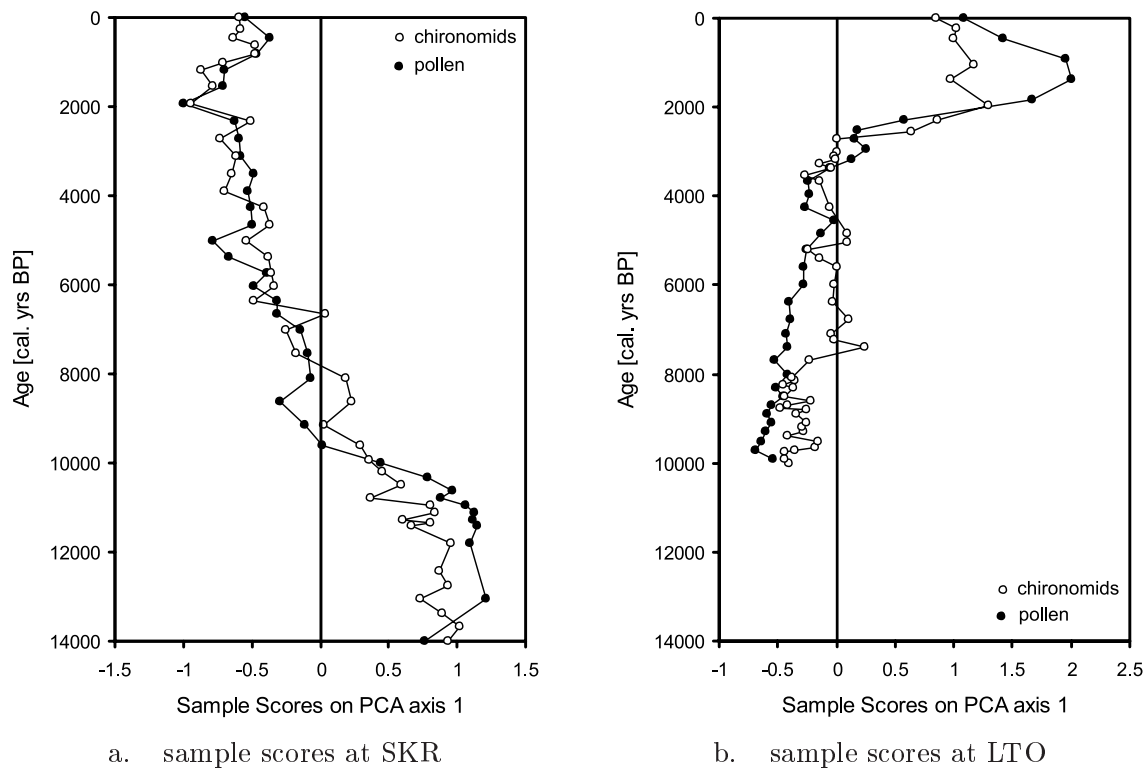 0
2000
4000
6000
8000
10000
12000
14000
Age [cal. yrs BP]
chironomids
pollen
-1.5 -1 -0.5 0 0.5 1 1.5
Sample Scores on PCA axis 1
a. sample scores at SKR
0
2000
4000
6000
8000
10000
12000
14000
Age [cal. yrs BP]
chironomids
pollen
-1 -0.5 0 0.5 1 1.5 2 2.5
Sample Scores on PCA axis 1
b. sample scores at LTO